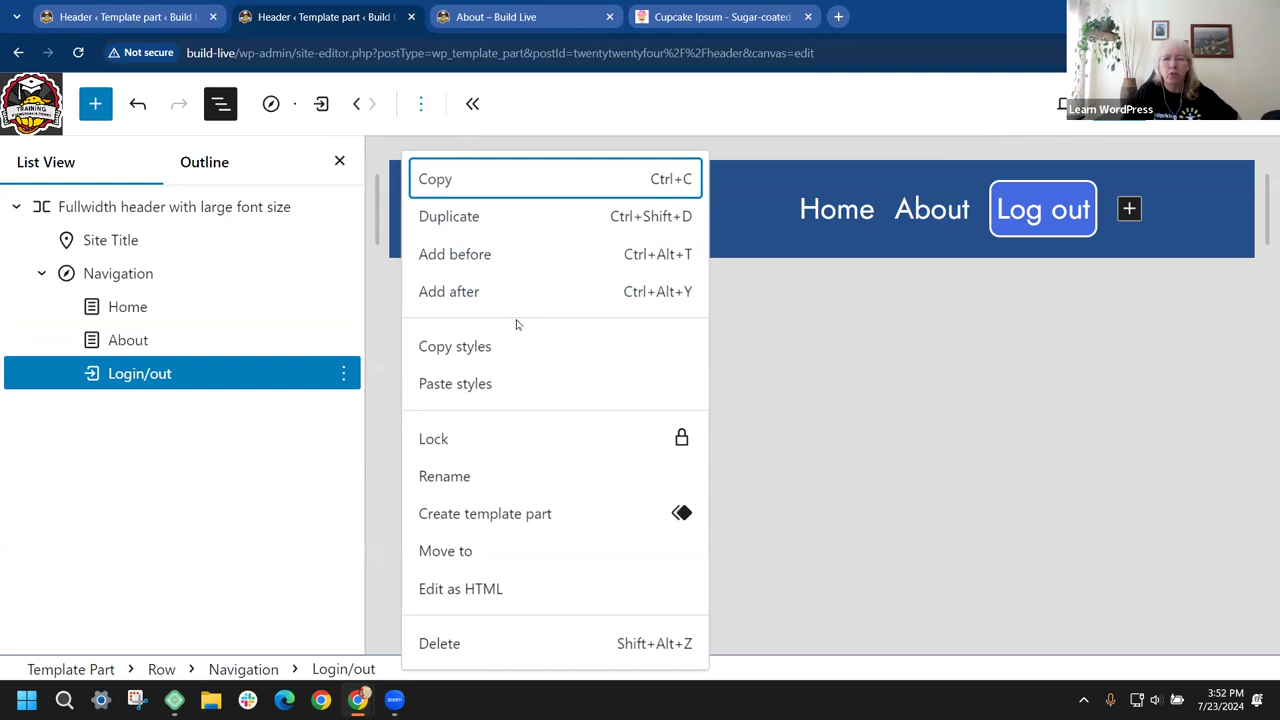 Header ‹ Template part ‹ Build L
Header ‹ Template part ‹ Build l
About – Build Live
Cupcake Ipsum - Sugar-coated
Not secure
build-live/wp-admin/site-editor.php?postType=wp_template_part&postId=twentytwentyfour%2F%2Fheader&canvas=edit
Learn WordPress
TRAINING
List View
Outline
Fullwidth header with large font size
Site Title
Navigation
Home
About
Login/out
Copy Ctrl+C
Duplicate Ctrl+Shift+D
Add before Ctrl+Alt+T
Add after Ctrl+Alt+Y
Copy styles
Paste styles
Lock
Rename
Create template part
Move to
Edit as HTML
Delete Shift+Alt+Z
Home About Log out
Template Part › Row › Navigation › Login/out
3:52 PM
7/23/2024